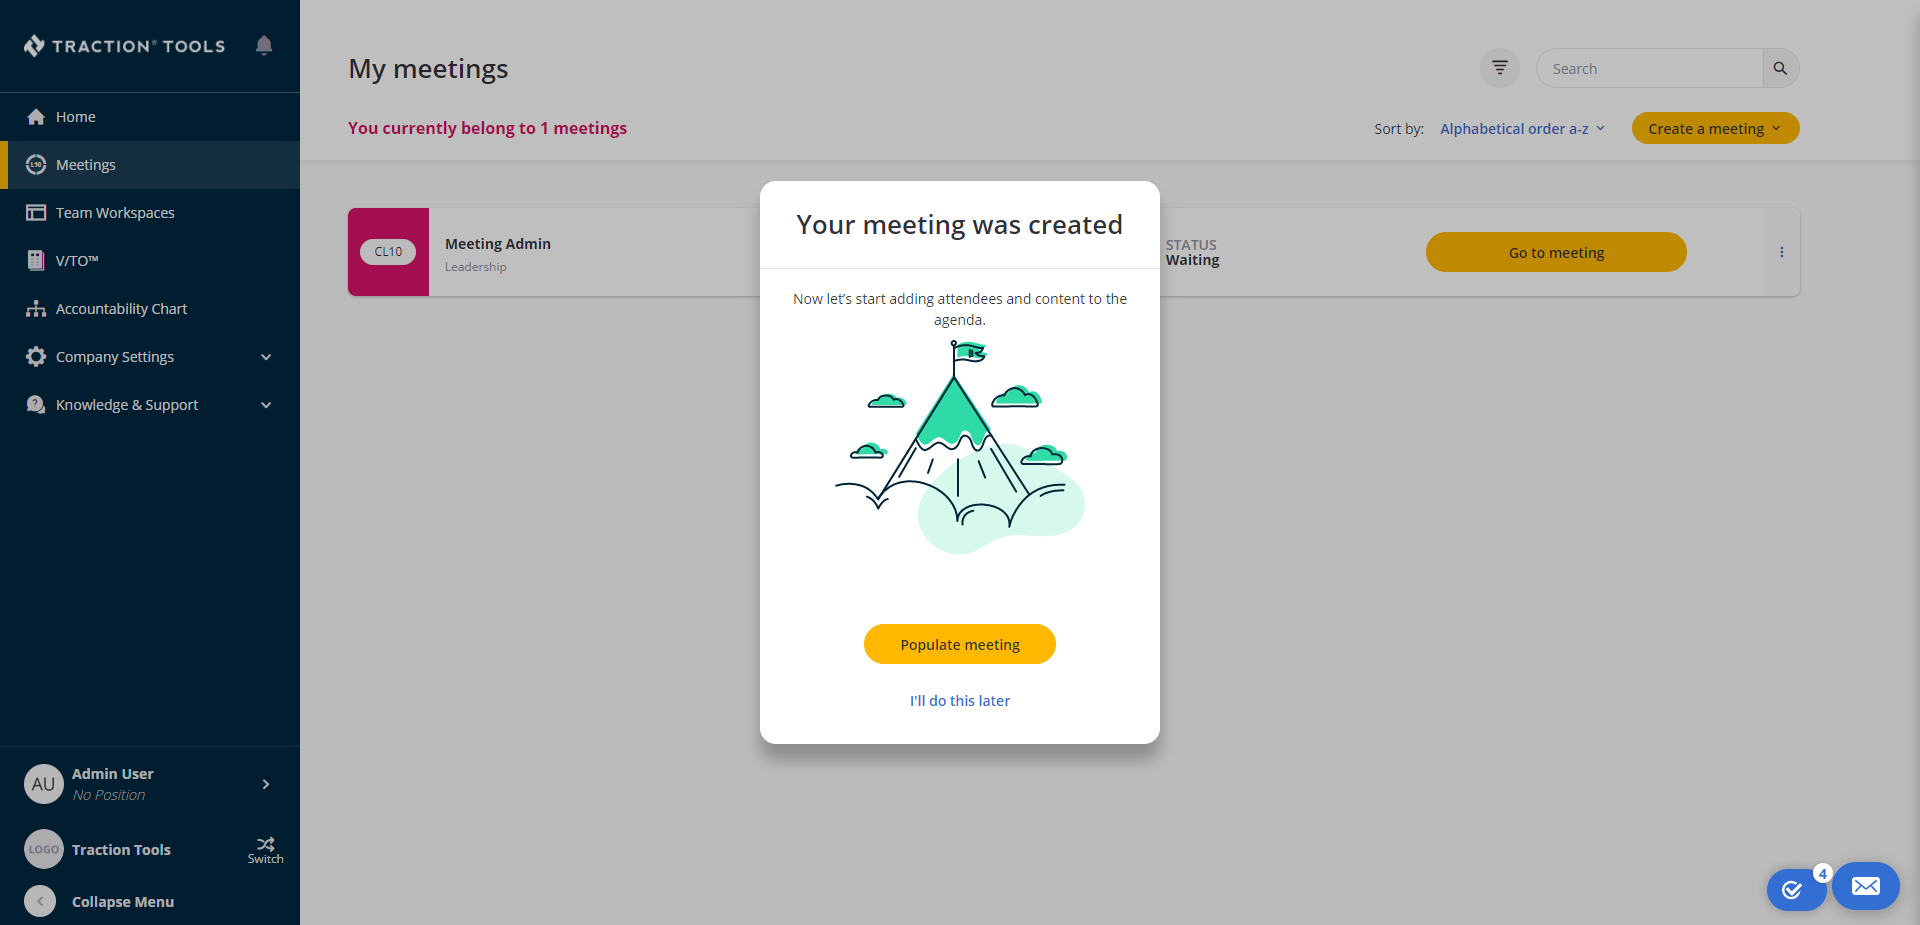 TRACTION® TOOLS
Home
L10
Meetings
Team Workspaces
V/TO™
Accountability Chart
Company Settings
Knowledge & Support
AU
Admin User
No Position
LOGO
Traction Tools
Switch
Collapse Menu
My meetings
Search
You currently belong to 1 meetings
Sort by:
Alphabetical order a-z
Create a meeting
CL10
Meeting Admin
Leadership
STATUS
Waiting
Go to meeting
Your meeting was created
Now let’s start adding attendees and content to the
agenda.
Populate meeting
I'll do this later
4